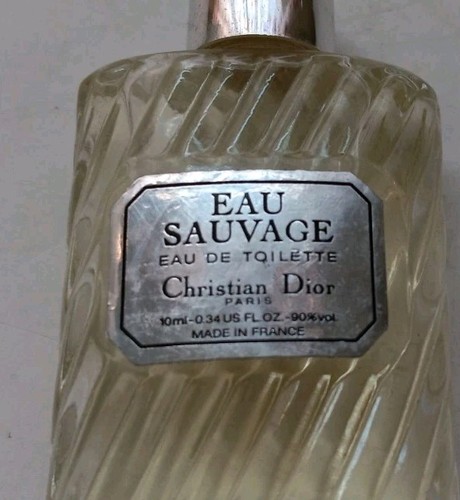 EAU
SAUVAGE
EAU DE TOILETTE
Christian Dior
PARIS
10ml-0.34 US FL.OZ.-90%vol.
MADE IN FRANCE